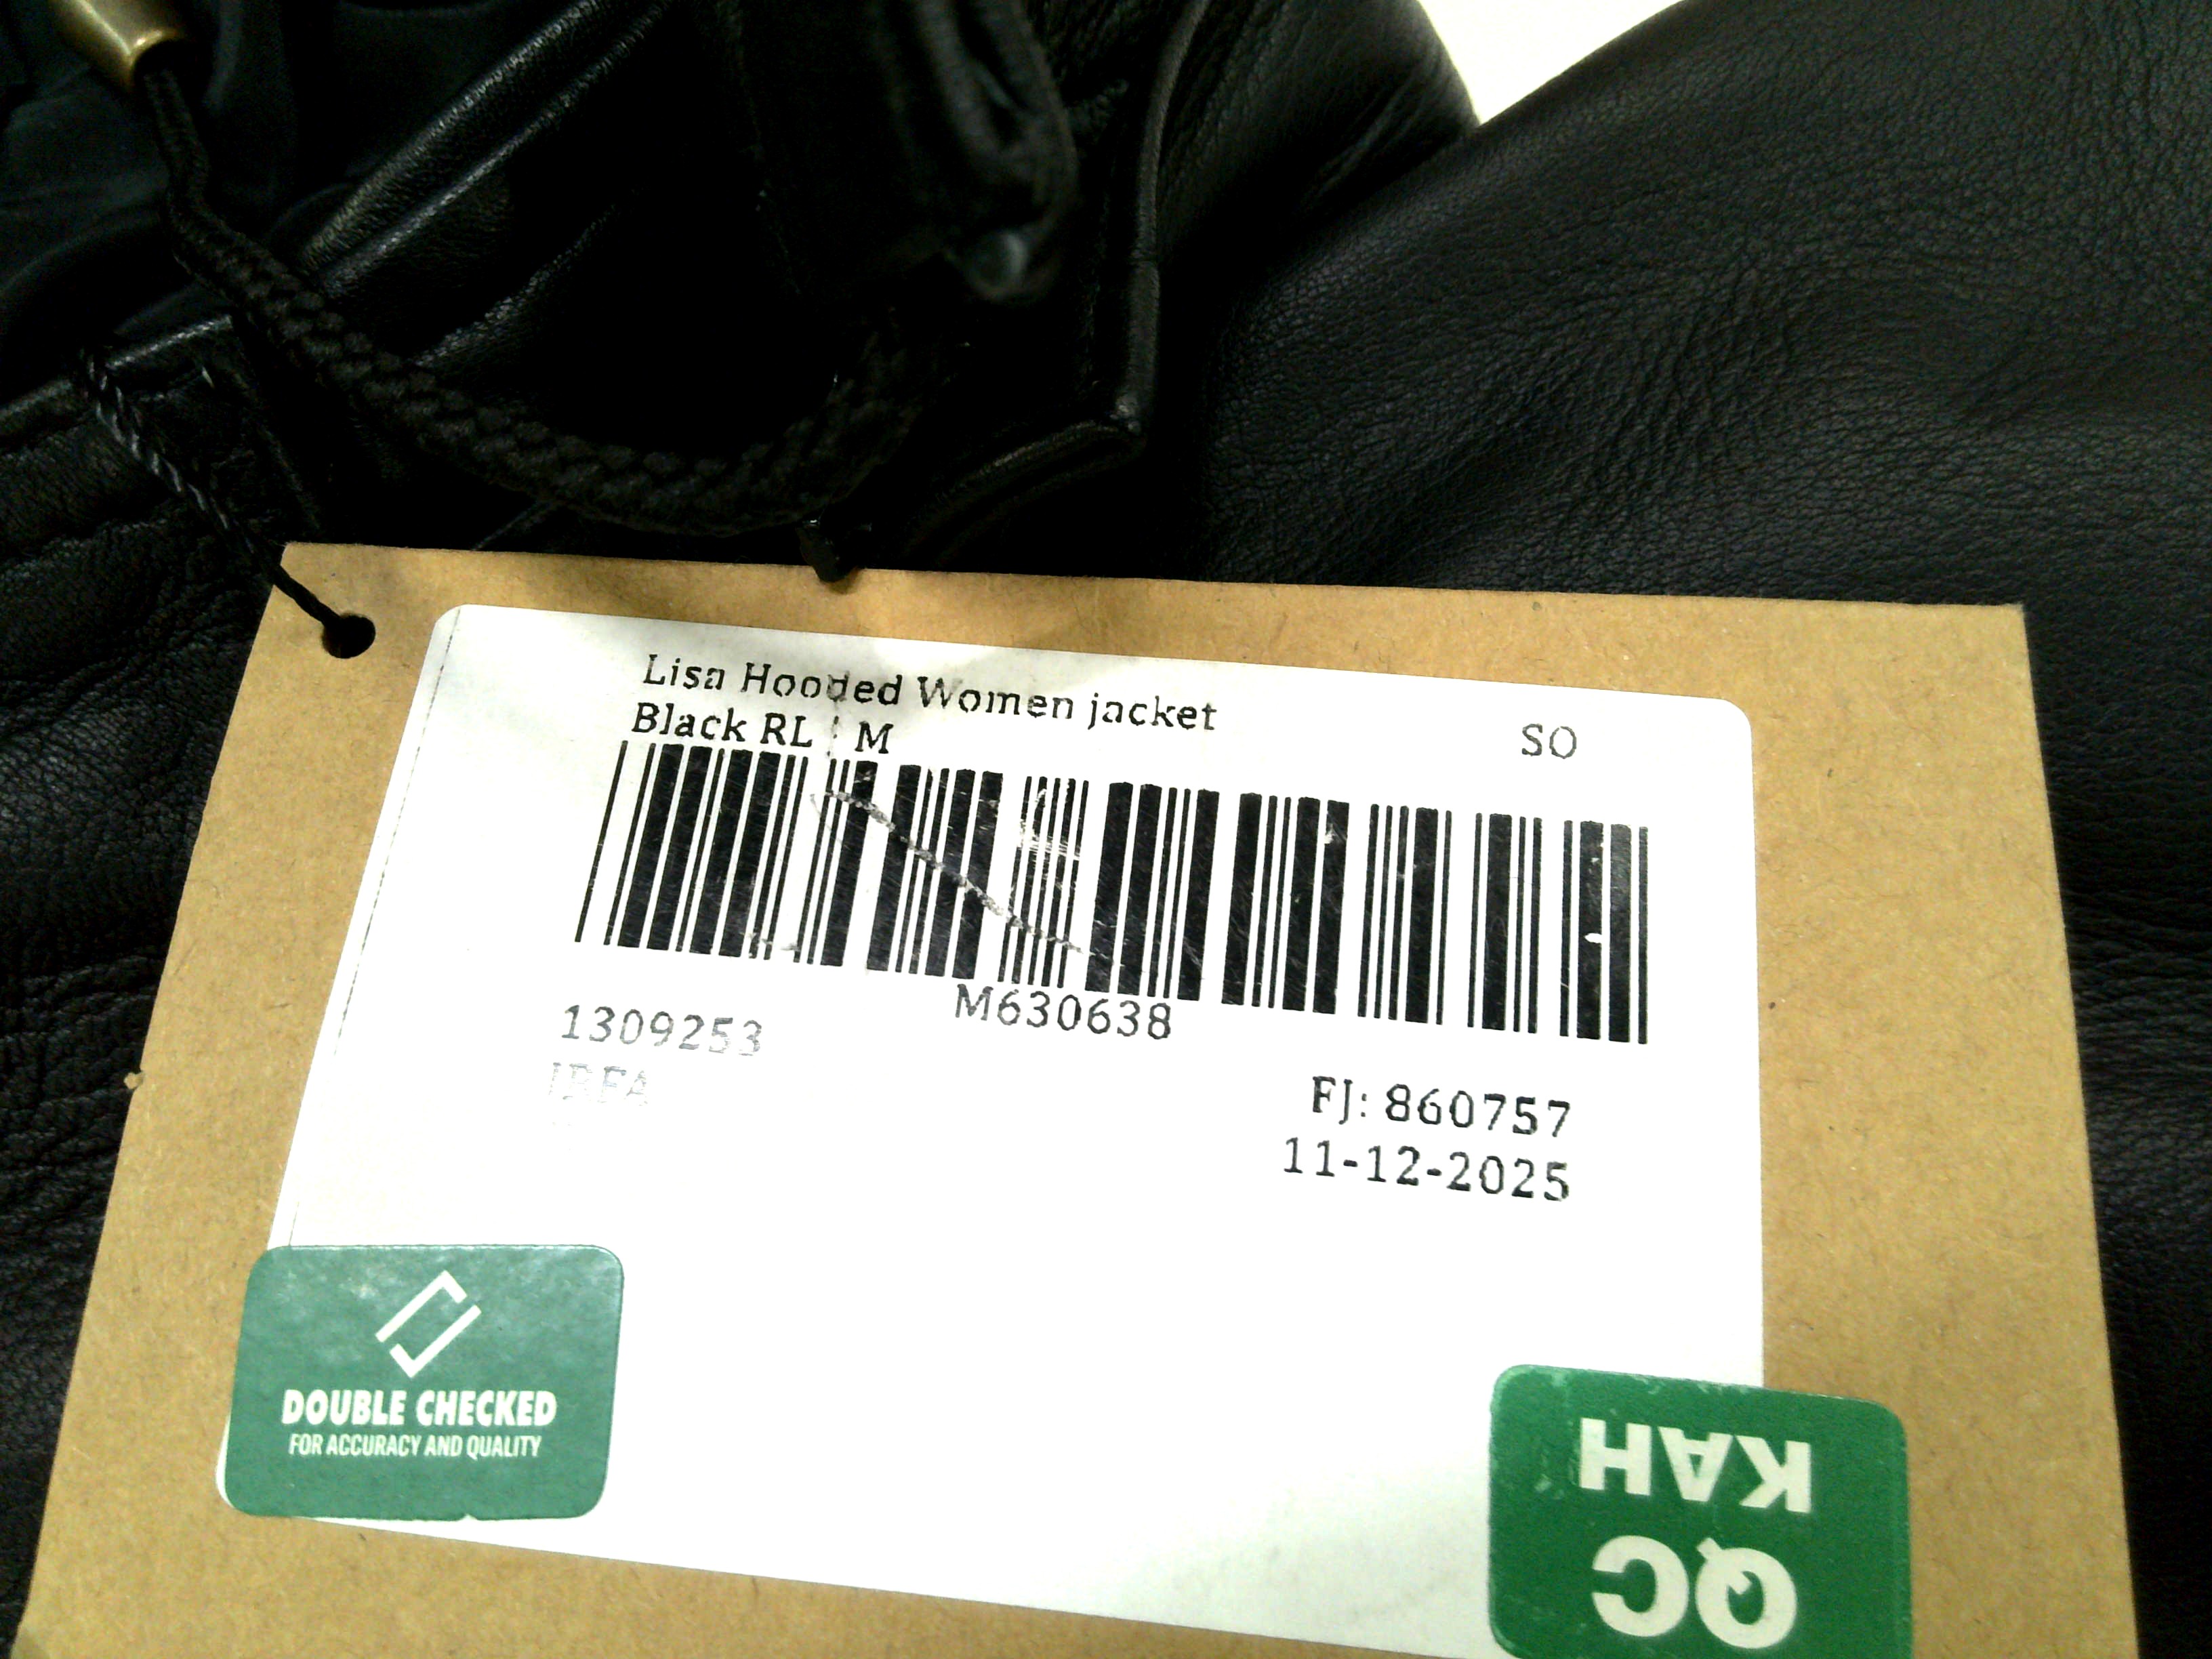 Lisa Hooded Women jacket
Black RL : M
SO
M630638
1309253
IRFA
FJ: 860757
11-12-2025
DOUBLE CHECKED
FOR ACCURACY AND QUALITY
QC
KAH